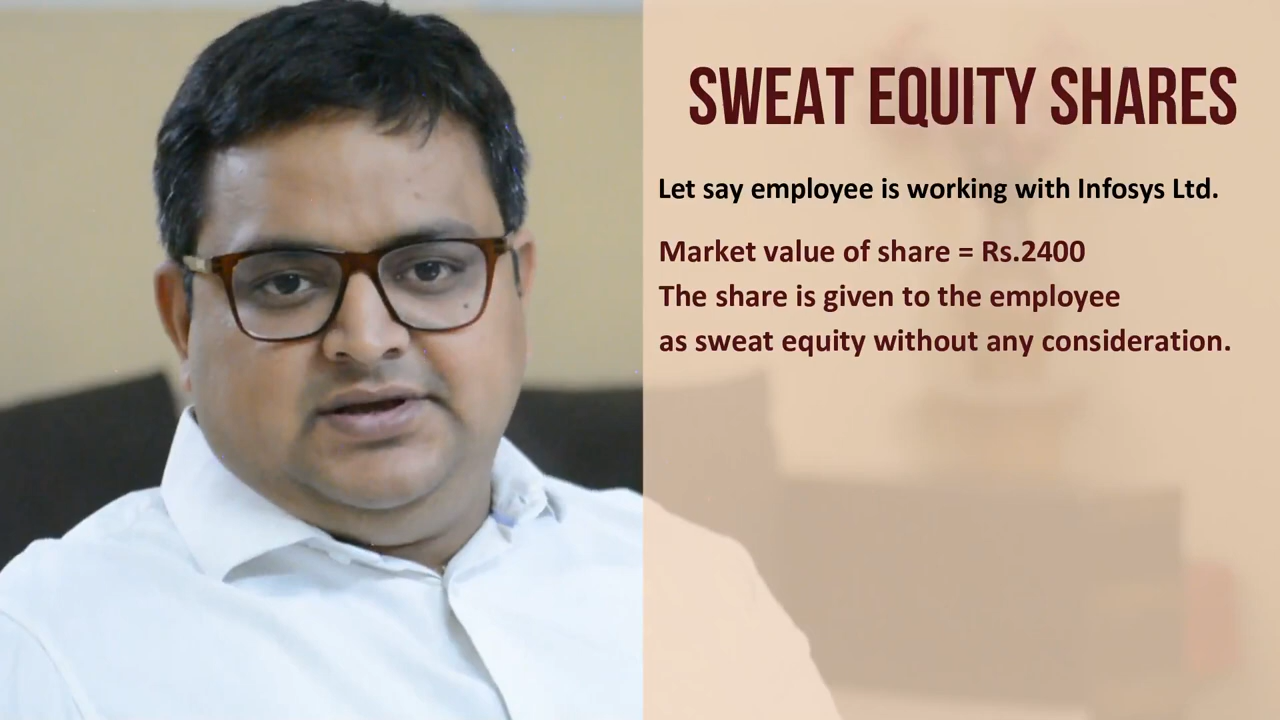 SWEAT EQUITY SHARES
Let say employee is working with Infosys Ltd.
Market value of share = Rs.2400
The share is given to the employee
as sweat equity without any consideration.